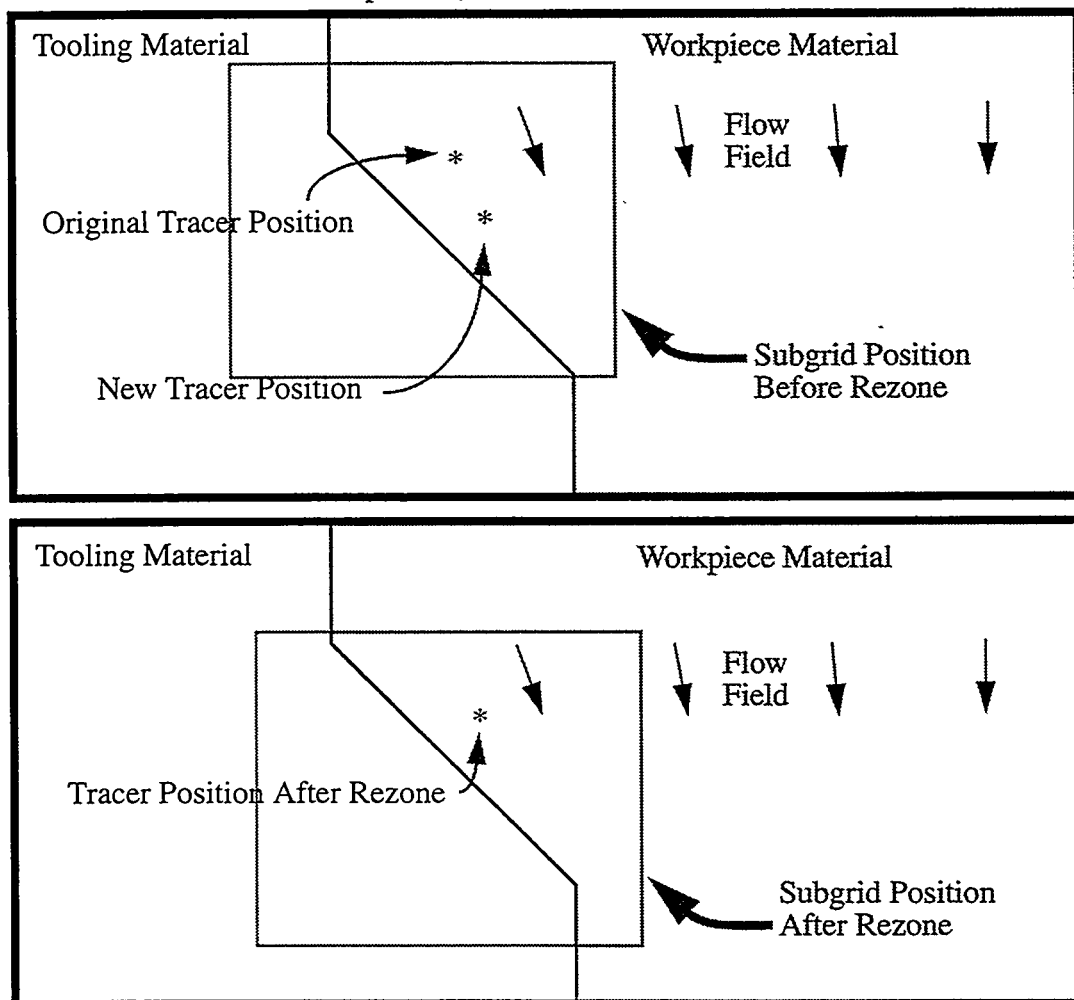 Tooling Material
Workpiece Material
Flow
Field
*
*
Original Tracer Position
New Tracer Position
Subgrid Position
Before Rezone
Tooling Material
Workpiece Material
Flow
Field
*
Tracer Position After Rezone
Subgrid Position
After Rezone